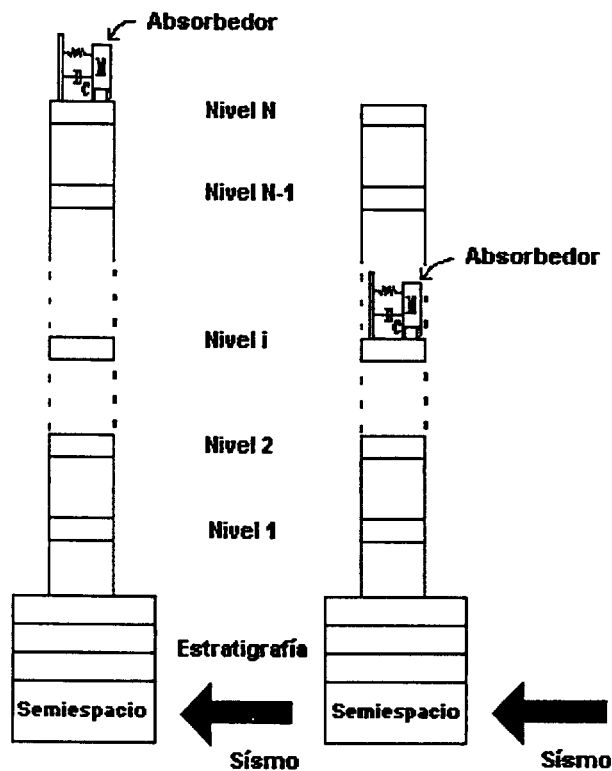 Absorbedor
M
C
Nivel N
Nivel N-1
Absorbedor
M
C
Nivel i
Nivel 2
Nivel 1
Estratigrafía
Semiespacio
Semiespacio
Sísmo
Sísmo